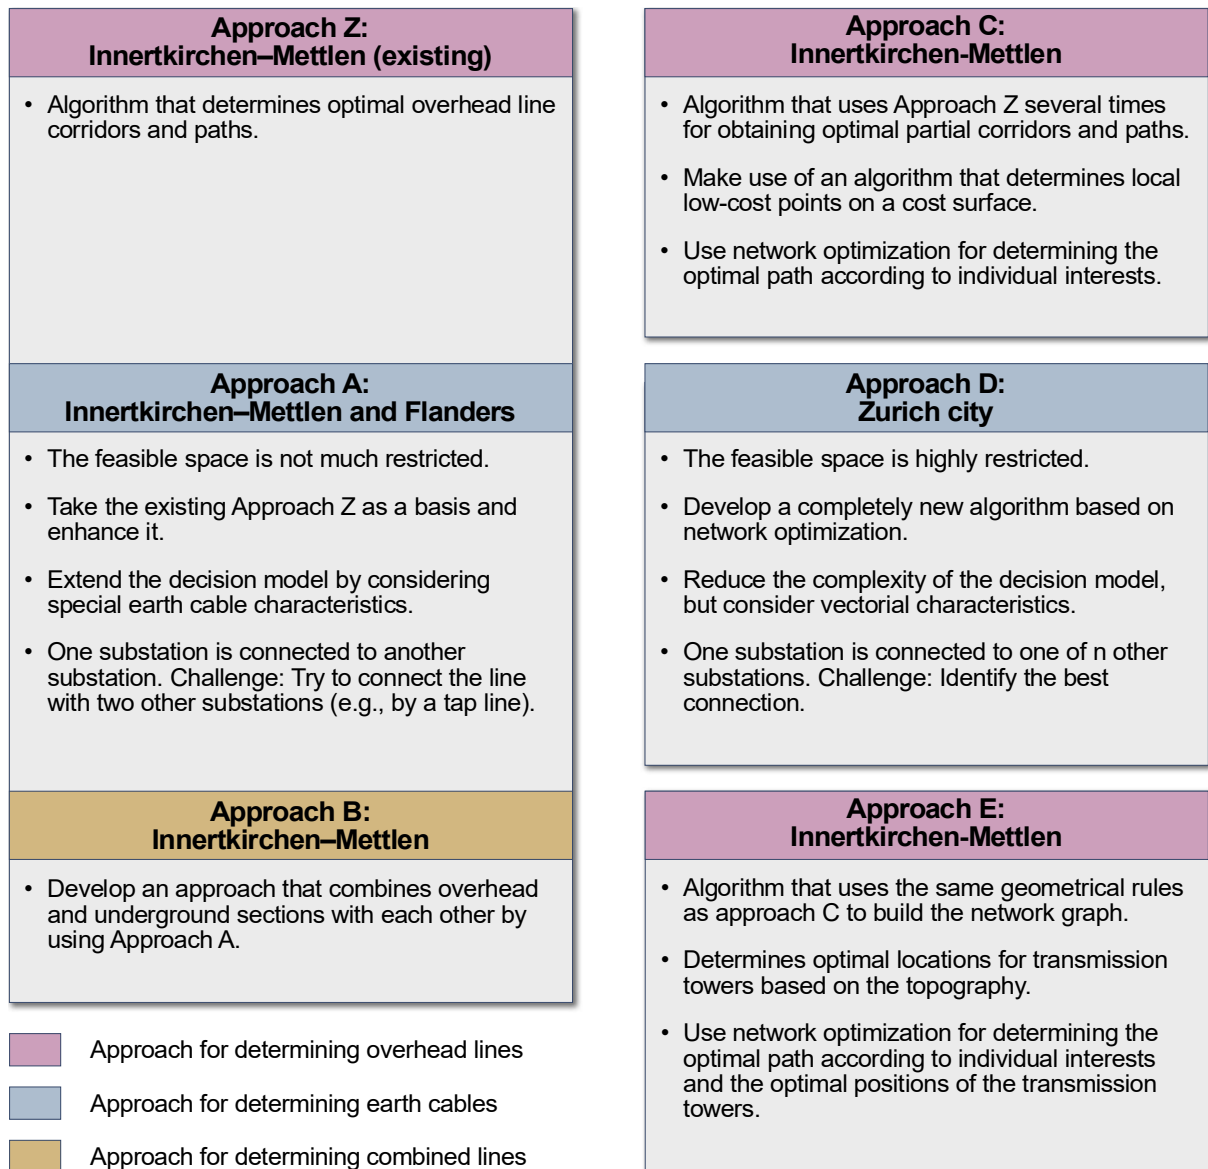 Approach Z:
Innertkirchen–Mettlen (existing)
• Algorithm that determines optimal overhead line
corridors and paths.
Approach A:
Innertkirchen–Mettlen and Flanders
• The feasible space is not much restricted.
• Take the existing Approach Z as a basis and
enhance it.
• Extend the decision model by considering
special earth cable characteristics.
• One substation is connected to another
substation. Challenge: Try to connect the line
with two other substations (e.g., by a tap line).
Approach B:
Innertkirchen–Mettlen
• Develop an approach that combines overhead
and underground sections with each other by
using Approach A.
Approach for determining overhead lines
Approach for determining earth cables
Approach for determining combined lines
Approach C:
Innertkirchen-Mettlen
• Algorithm that uses Approach Z several times
for obtaining optimal partial corridors and paths.
• Make use of an algorithm that determines local
low-cost points on a cost surface.
• Use network optimization for determining the
optimal path according to individual interests.
Approach D:
Zurich city
• The feasible space is highly restricted.
• Develop a completely new algorithm based on
network optimization.
• Reduce the complexity of the decision model,
but consider vectorial characteristics.
• One substation is connected to one of n other
substations. Challenge: Identify the best
connection.
Approach E:
Innertkirchen-Mettlen
• Algorithm that uses the same geometrical rules
as approach C to build the network graph.
• Determines optimal locations for transmission
towers based on the topography.
• Use network optimization for determining the
optimal path according to individual interests
and the optimal positions of the transmission
towers.